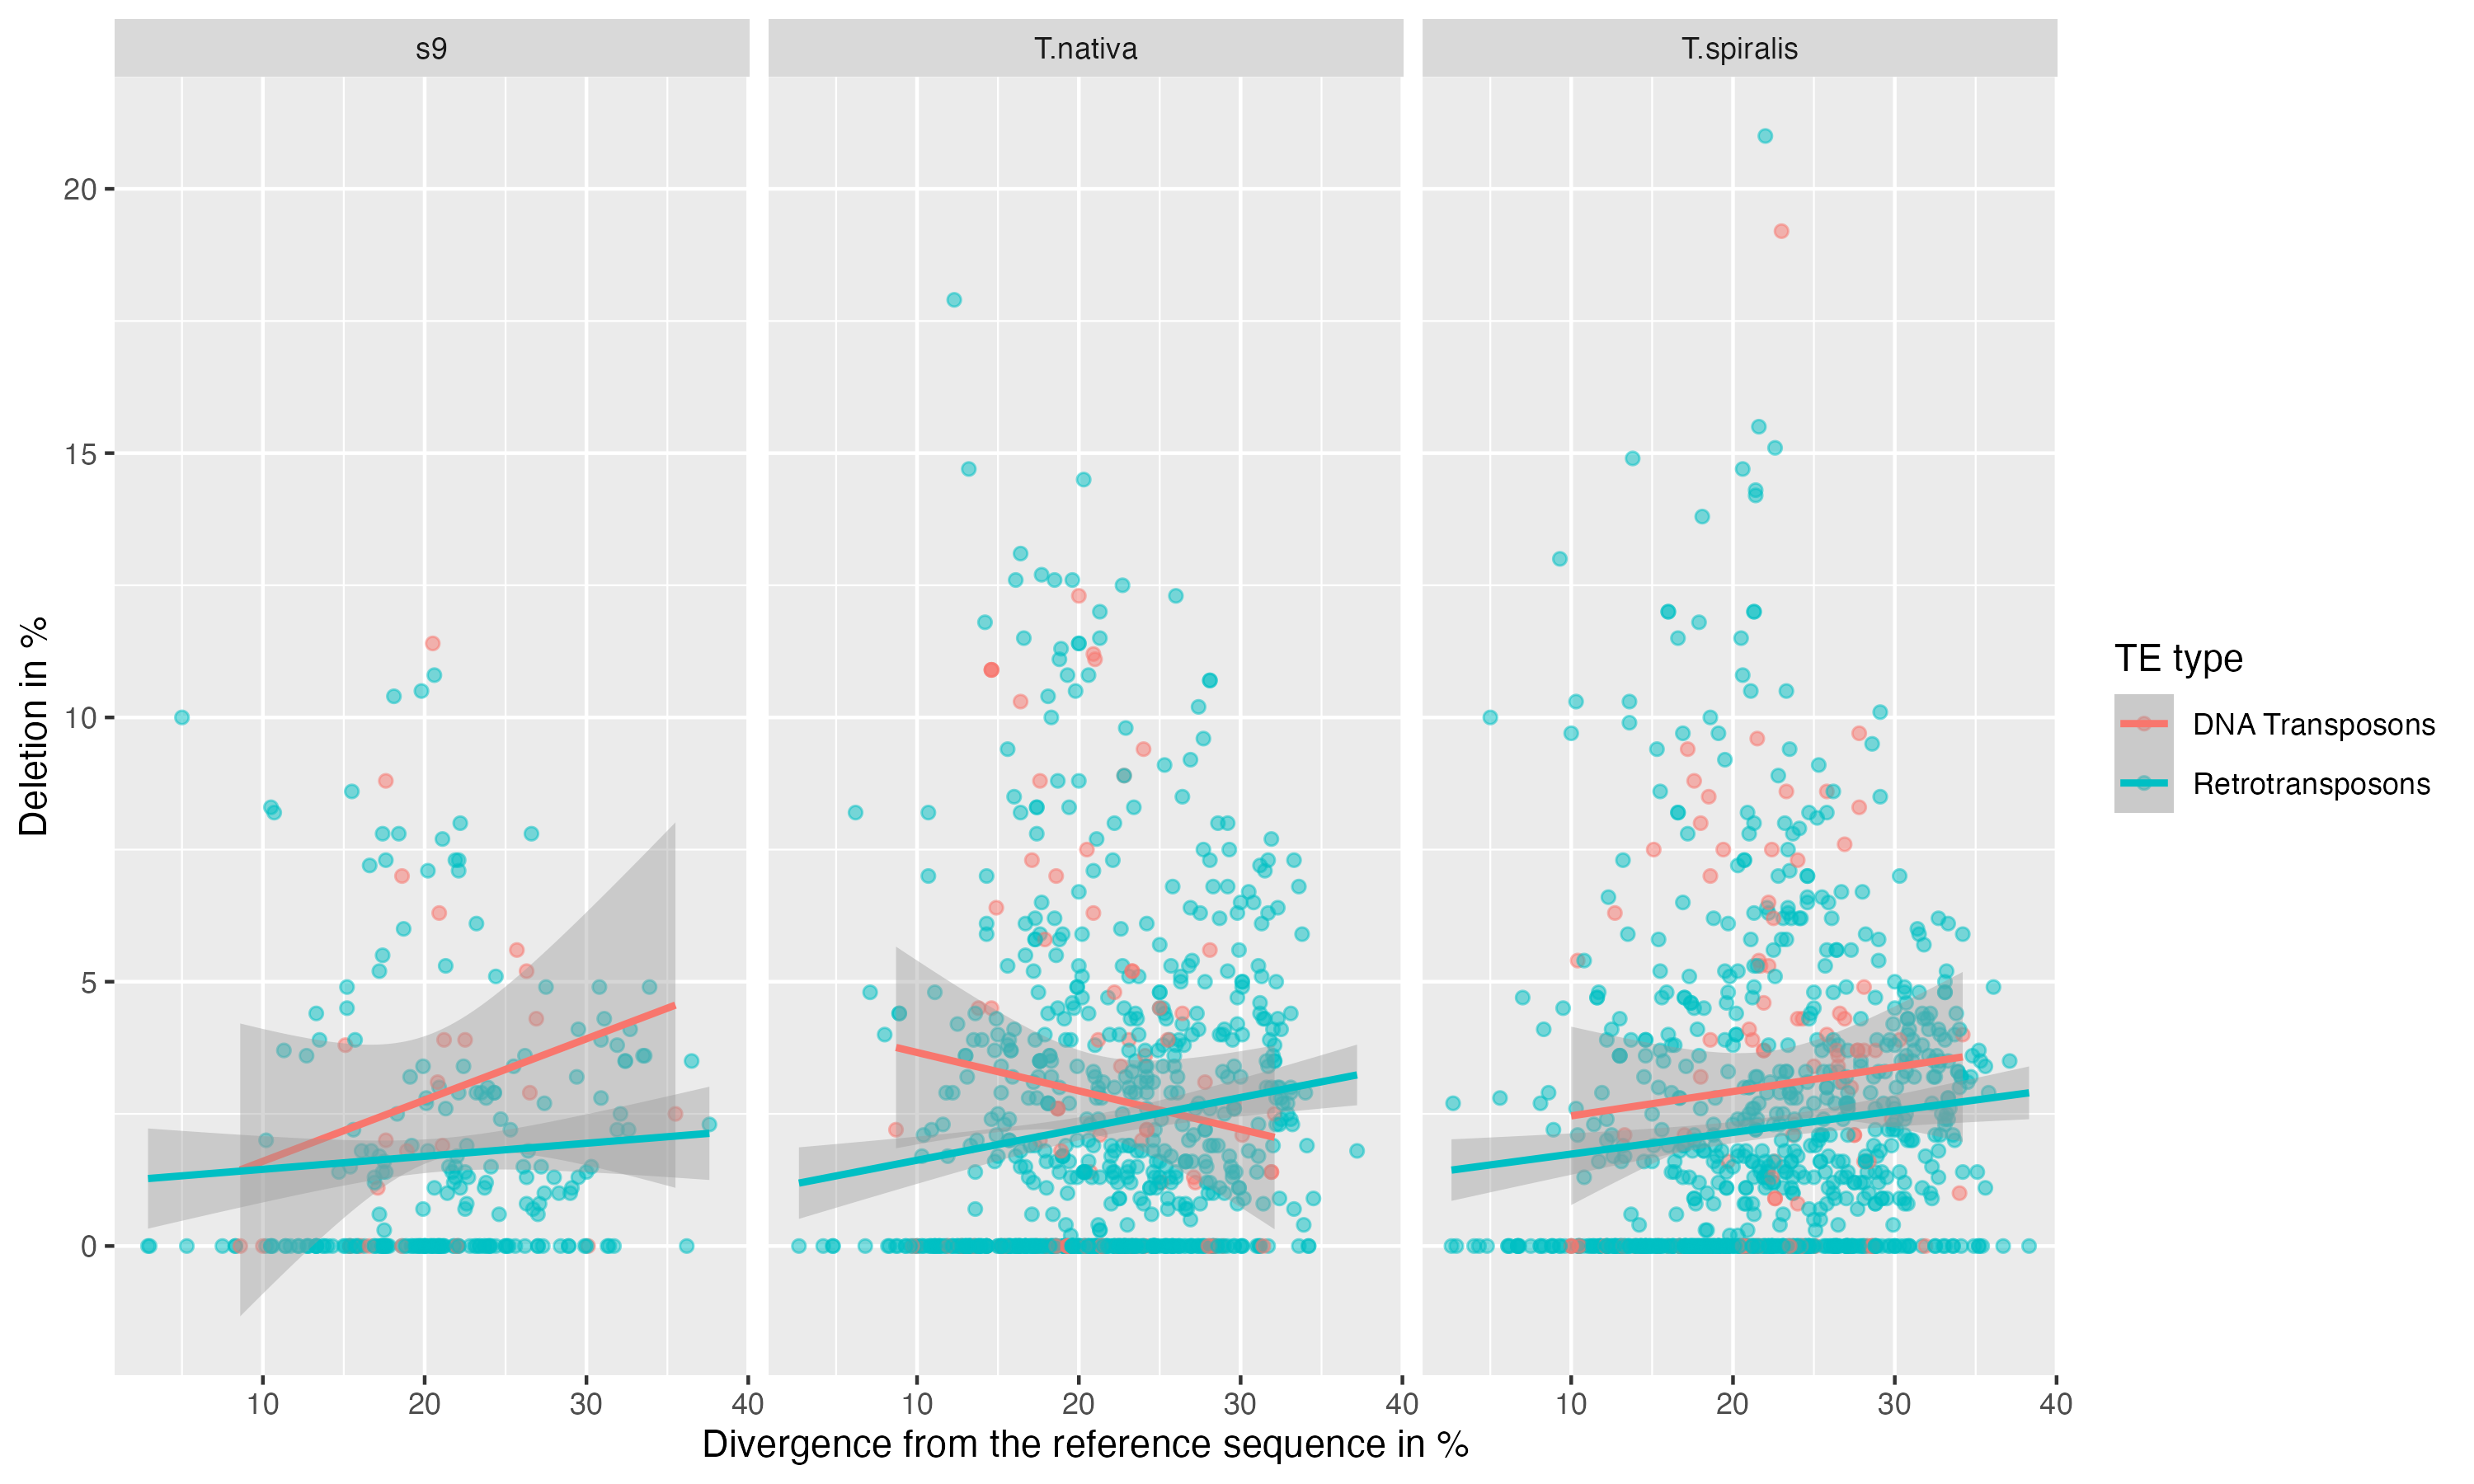 s9
T.nativa
T.spiralis
20
15
10
5
0
Deletion in %
10 20 30 40
10 20 30 40
10 20 30 40
Divergence from the reference sequence in %
TE type
DNA Transposons
Retrotransposons